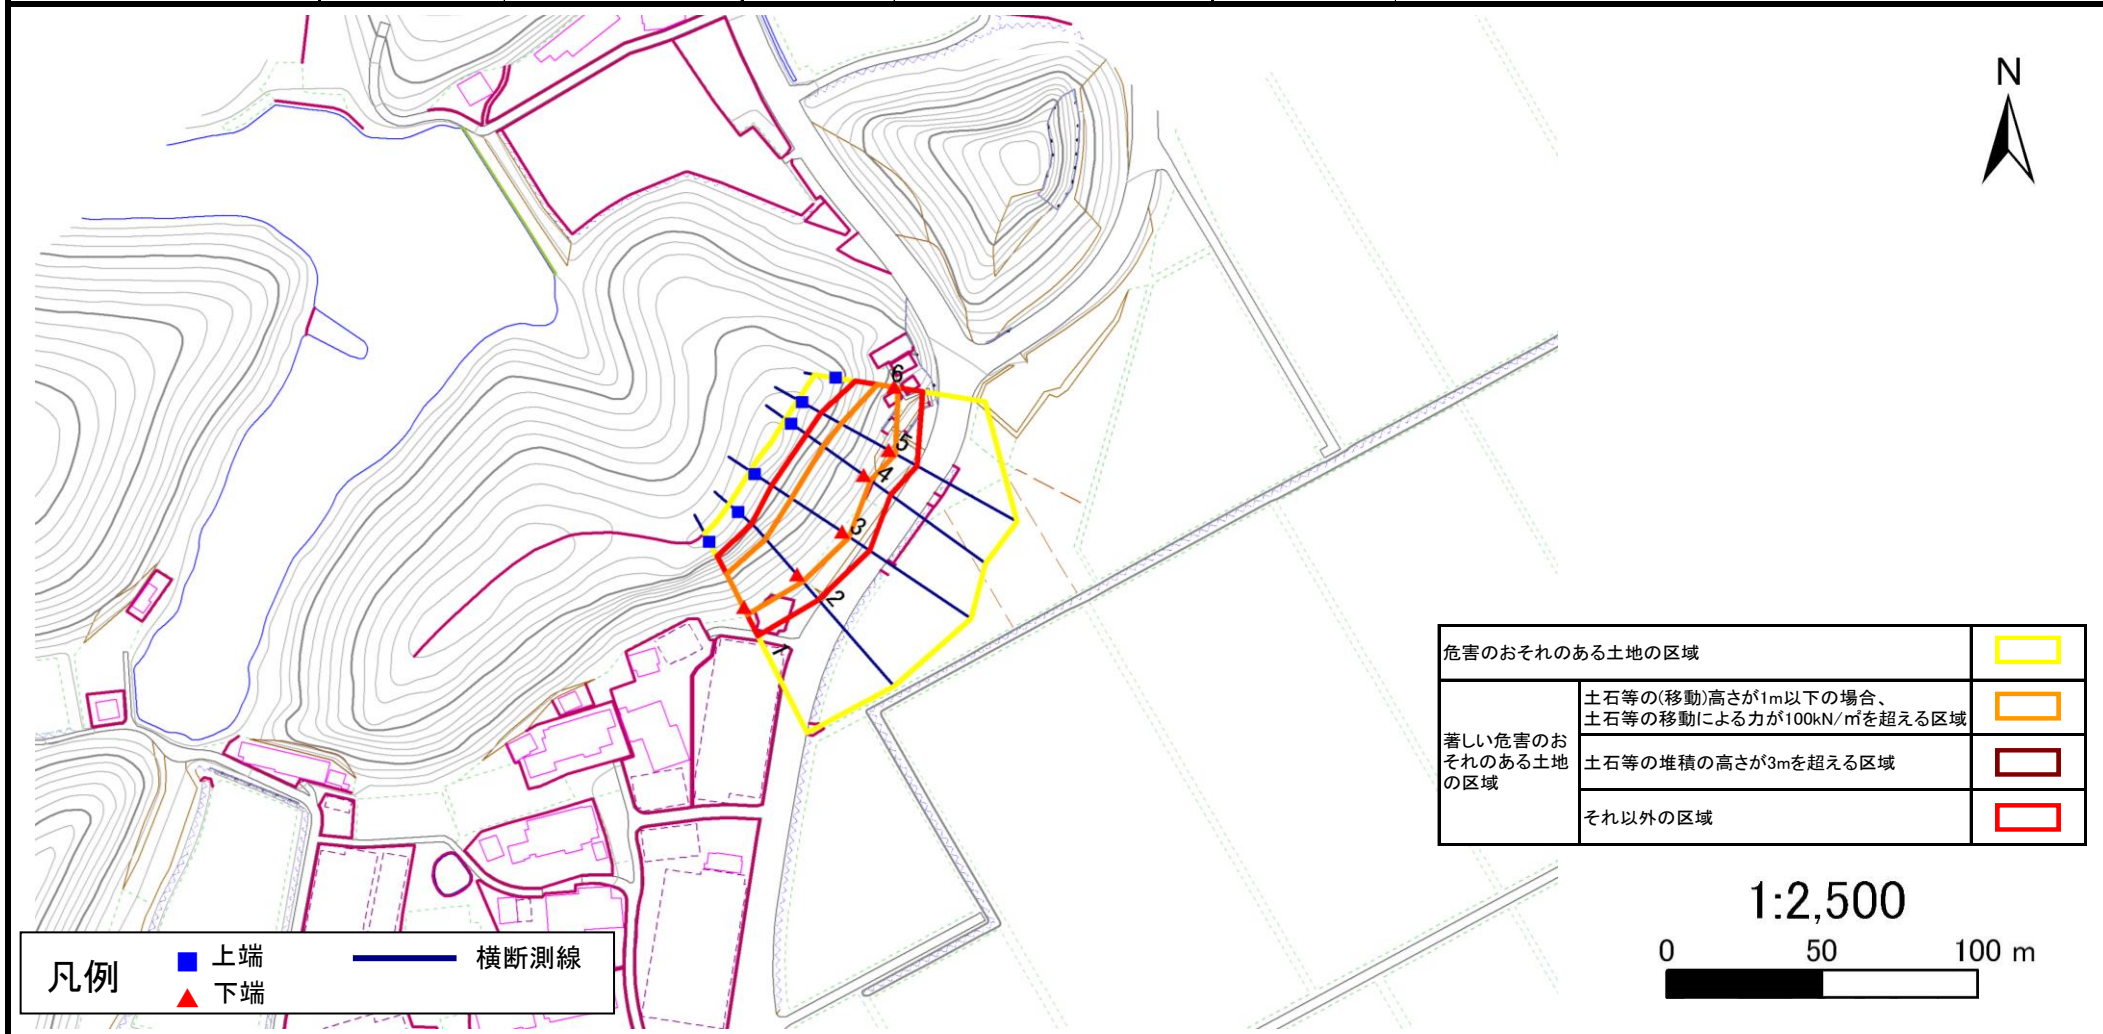 N
6
5
4
3
2
1
危害のおそれのある土地の区域
著しい危害のお
それのある土地
の区域
土石等の(移動)高さが1m以下の場合、
土石等の移動による力が100kN/㎡を超える区域
土石等の堆積の高さが3mを超える区域
それ以外の区域
1:2,500
0 50 100 m
凡例
上端
下端
横断測線